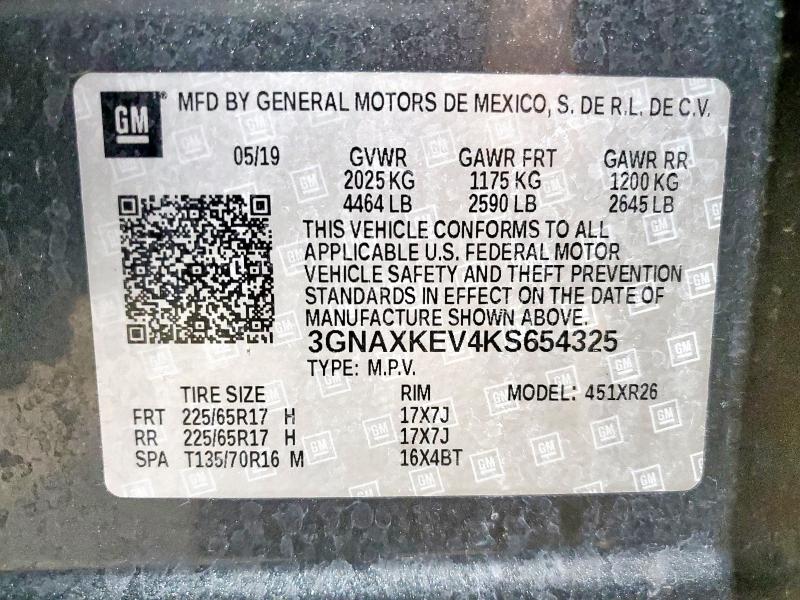 GM MFD BY GENERAL MOTORS DE MEXICO, S. DE R.L. DE C.V.
05/19 GVWR GAWR FRT GAWR RR
2025 KG 1175 KG 1200 KG
4464 LB 2590 LB 2645 LB
THIS VEHICLE CONFORMS TO ALL
APPLICABLE U.S. FEDERAL MOTOR
VEHICLE SAFETY AND THEFT PREVENTION
STANDARDS IN EFFECT ON THE DATE OF
MANUFACTURE SHOWN ABOVE.
3GNAXKEV4KS654325
TYPE: M.P.V.
TIRE SIZE RIM MODEL: 451XR26
FRT 225/65R17 H 17X7J
RR 225/65R17 H 17X7J
SPA T135/70R16 M 16X4BT